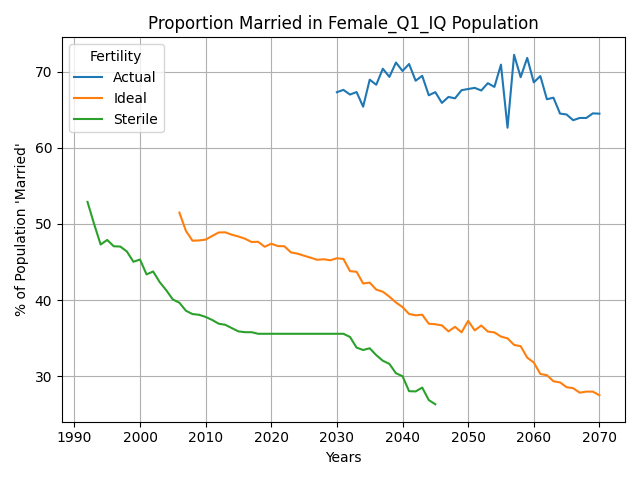 Proportion Married in Female_Q1_IQ Population
Fertility
Actual
Ideal
Sterile
% of Population 'Married'
70
60
50
40
30
1990 2000 2010 2020 2030 2040 2050 2060 2070
Years